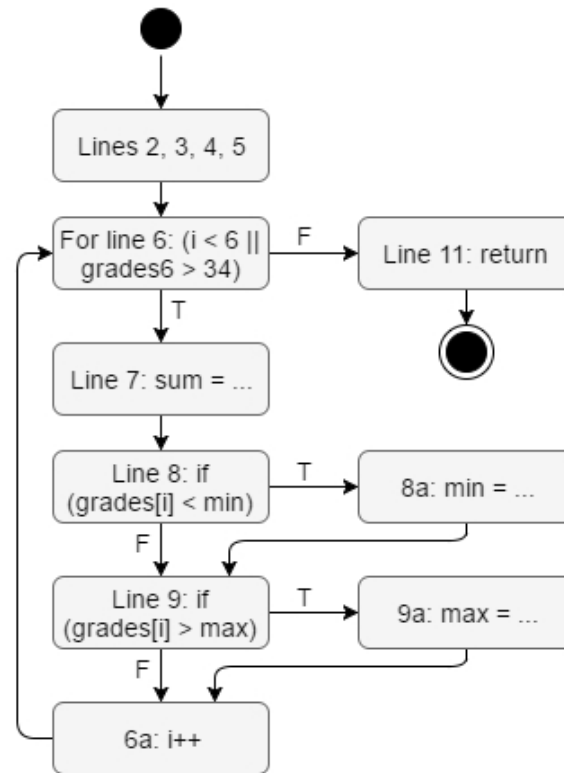 Lines 2, 3, 4, 5
For line 6: (i < 6 ||
grades6 > 34)
F
Line 11: return
T
Line 7: sum = ...
Line 8: if
(grades[i] < min)
T
8a: min = ...
F
Line 9: if
(grades[i] > max)
T
9a: max = ...
F
6a: i++